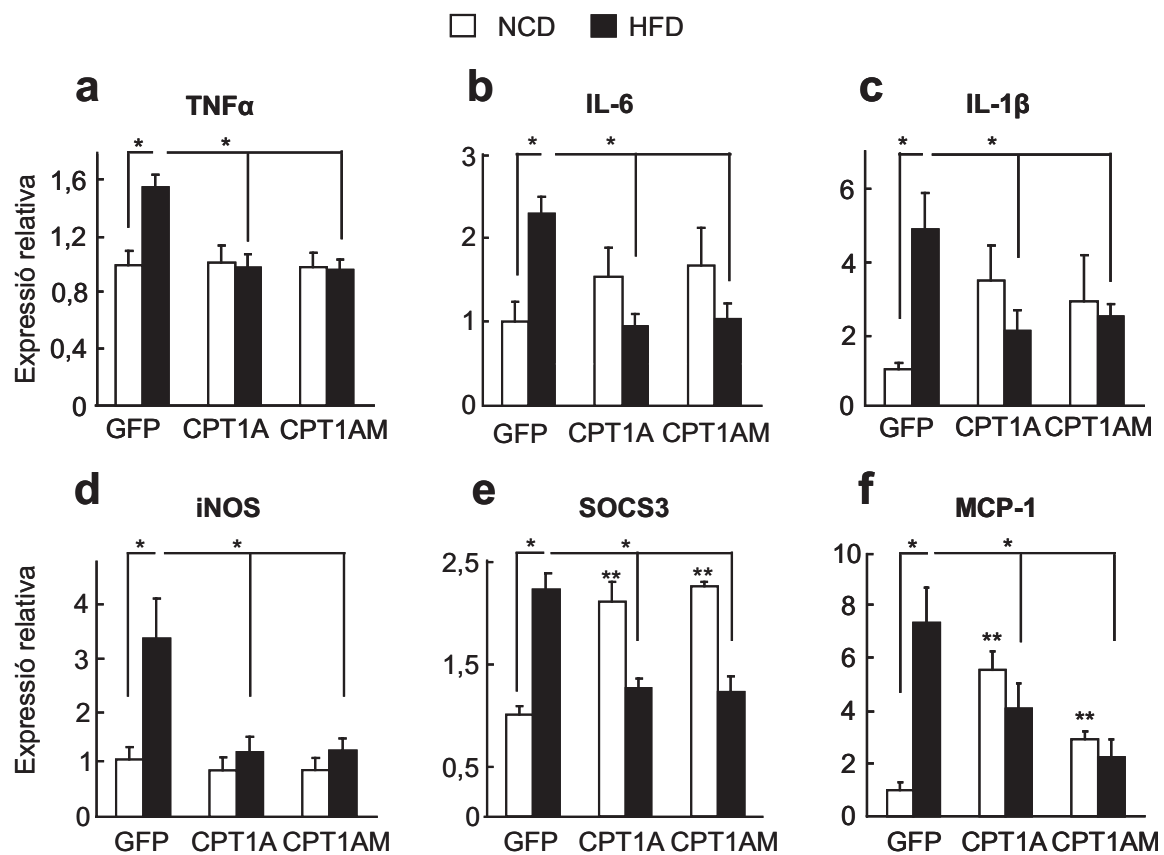 NCD HFD
a TNFα
* *
Expressió relativa
1,6
1,2
0,8
0,4
0
GFP CPT1A CPT1AM
b IL-6
* *
3
2
1
0
GFP CPT1A CPT1AM
c IL-1β
* *
6
4
2
0
GFP CPT1A CPT1AM
d iNOS
* *
Expressió relativa
4
3
2
1
0
GFP CPT1A CPT1AM
e SOCS3
* *
** **
2,5
1,5
0,5
0
GFP CPT1A CPT1AM
f MCP-1
* *
**
**
10
8
6
4
2
0
GFP CPT1A CPT1AM